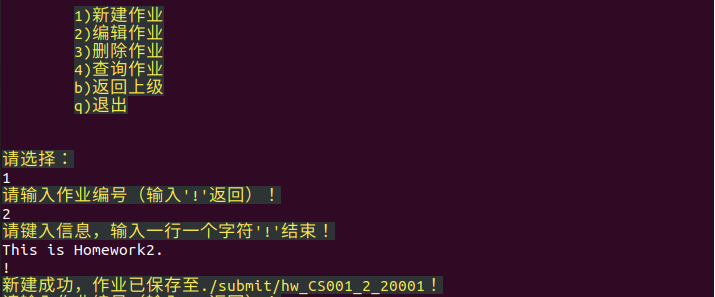 1)新建作业
2)编辑作业
3)删除作业
4)查询作业
b)返回上级
q)退出
请选择：
1
请输入作业编号（输入'!'返回）！
2
请键入信息，输入一行一个字符'!'结束！
This is Homework2.
!
新建成功，作业已保存至./submit/hw_CS001_2_20001！